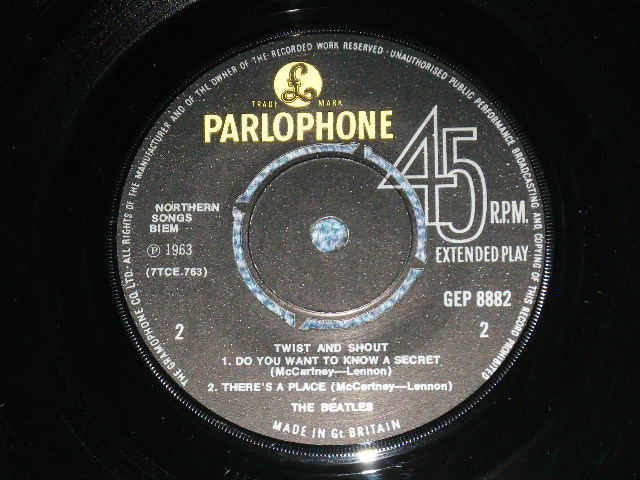 THE GRAMOPHONE CO. LTD. ALL RIGHTS OF THE MANUFACTURER AND OF THE OWNER OF THE RECORDED WORK RESERVED · UNAUTHORISED PUBLIC PERFORMANCE BROADCASTING AND COPYING OF THIS RECORD PROHIBITED
£
TRADE MARK
PARLOPHONE
45
R.P.M.
EXTENDED PLAY
NORTHERN
SONGS
BIEM
℗ 1963
(7TCE.763)
GEP 8882
2
2
TWIST AND SHOUT
1. DO YOU WANT TO KNOW A SECRET
(McCartney—Lennon)
2. THERE'S A PLACE (McCartney—Lennon)
THE BEATLES
MADE IN Gt. BRITAIN